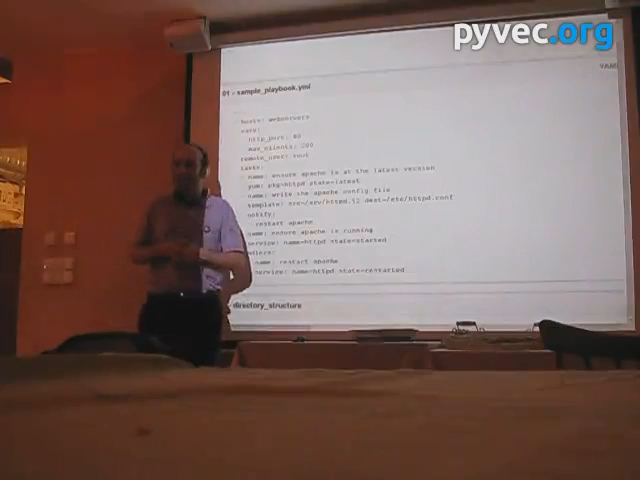 pyvec.org
YAML
01 - sample_playbook.yml
hosts: webservers
vars:
http_port: 80
max_clients: 200
remote_user: root
tasks:
name: ensure apache is at the latest version
yum: pkg=httpd state=latest
name: write the apache config file
template: src=/srv/httpd.j2 dest=/etc/httpd.conf
notify:
restart apache
name: ensure apache is running
service: name=httpd state=started
name: restart apache
service: name=httpd state=restarted
directory_structure